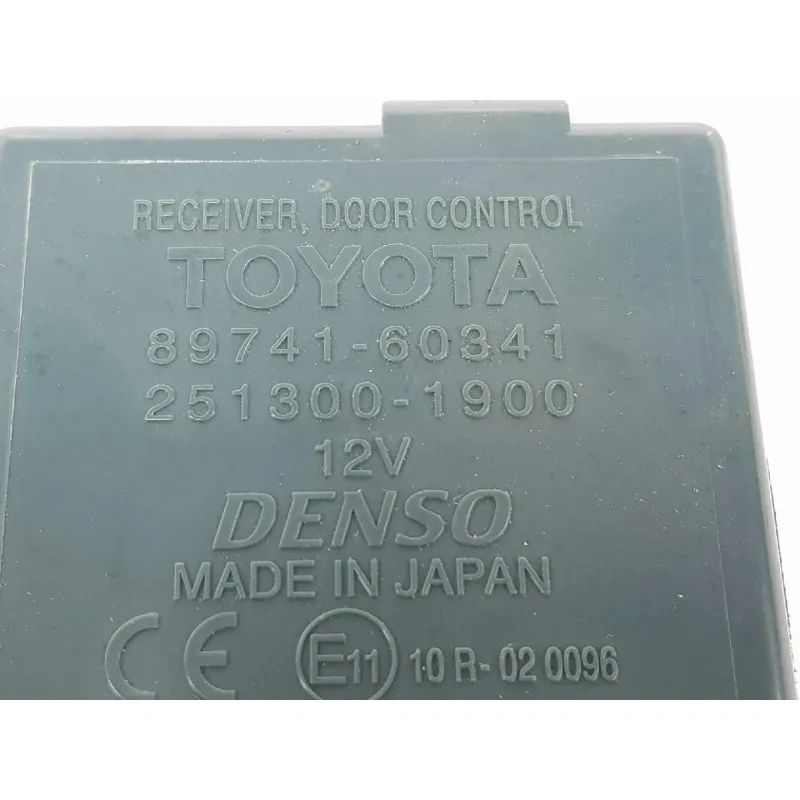 RECEIVER, DOOR CONTROL
TOYOTA
89741-60341
251300-1900
12V
DENSO
MADE IN JAPAN
CE E11 10 R-02 0096